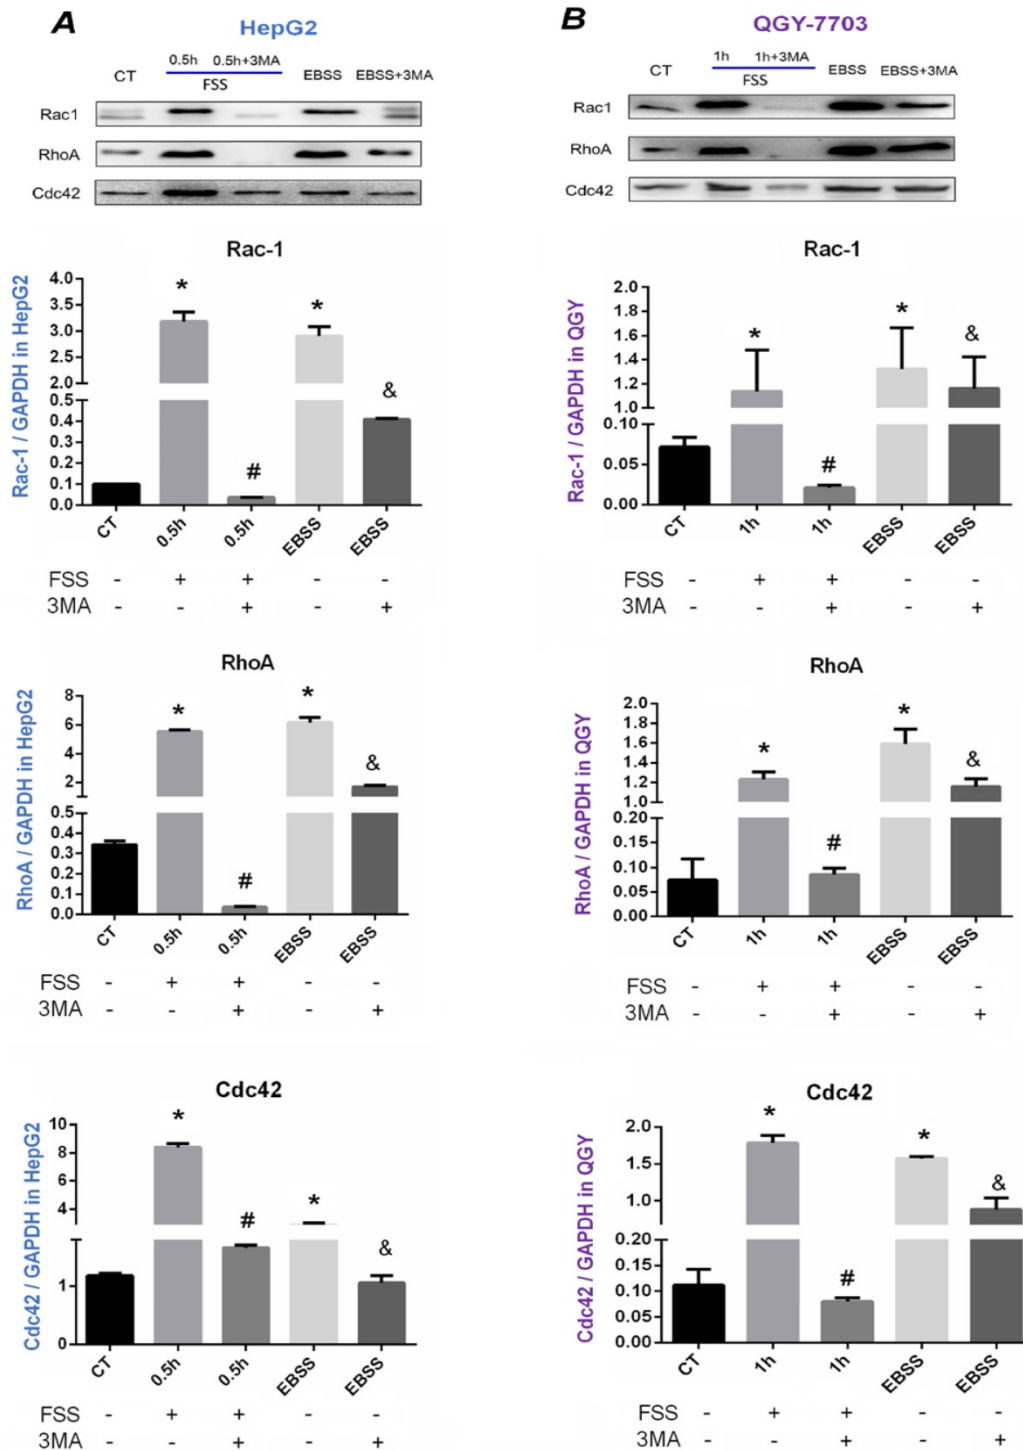 A HepG2
CT 0.5h 0.5h+3MA EBSS EBSS+3MA
FSS
Rac1
RhoA
Cdc42
Rac-1
Rac-1 / GAPDH in HepG2
4.0
3.5
3.0
2.5
2.0
0.5
0.4
0.3
0.2
0.1
0.0
*
*
&
#
CT 0.5h 0.5h EBSS EBSS
FSS - + + - -
3MA - - + - +
RhoA
RhoA / GAPDH in HepG2
8
6
4
2
0.5
0.4
0.3
0.2
0.1
0.0
*
*
&
#
CT 0.5h 0.5h EBSS EBSS
FSS - + + - -
3MA - - + - +
Cdc42
Cdc42 / GAPDH in HepG2
10
8
6
4
1
0
*
*
#
&
CT 0.5h 0.5h EBSS EBSS
FSS - + + - -
3MA - - + - +
B QGY-7703
CT 1h 1h+3MA EBSS EBSS+3MA
FSS
Rac1
RhoA
Cdc42
Rac-1
Rac-1 / GAPDH in QGY
2.0
1.8
1.6
1.4
1.2
1.0
0.10
0.05
0.00
*
*
&
#
CT 1h 1h EBSS EBSS
FSS - + + - -
3MA - - + - +
RhoA
RhoA / GAPDH in QGY
2.0
1.8
1.6
1.4
1.2
1.0
0.20
0.15
0.10
0.05
0.00
*
*
&
#
CT 1h 1h EBSS EBSS
FSS - + + - -
3MA - - + - +
Cdc42
Cdc42 / GAPDH in QGY
2.0
1.5
1.0
0.20
0.15
0.10
0.05
0.00
*
*
&
#
CT 1h 1h EBSS EBSS
FSS - + + - -
3MA - - + - +